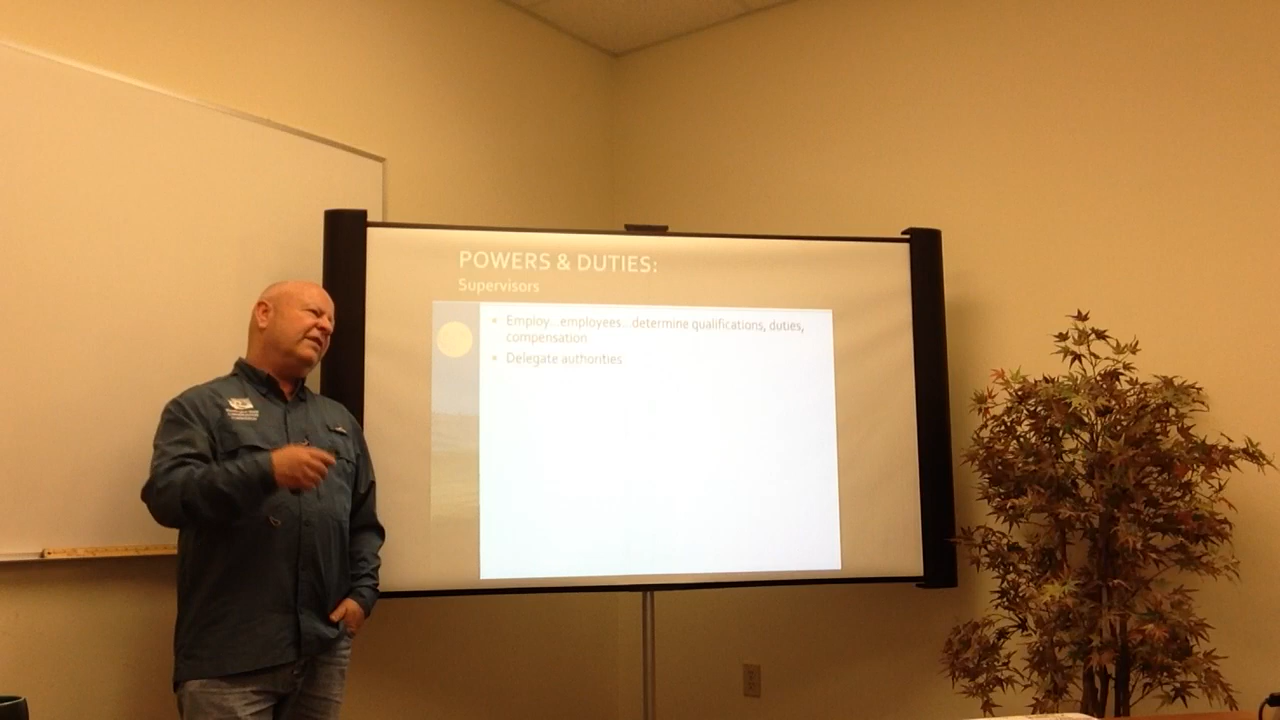 POWERS & DUTIES:
Supervisors
Employ...employees...determine qualifications, duties,
compensation
Delegate authorities